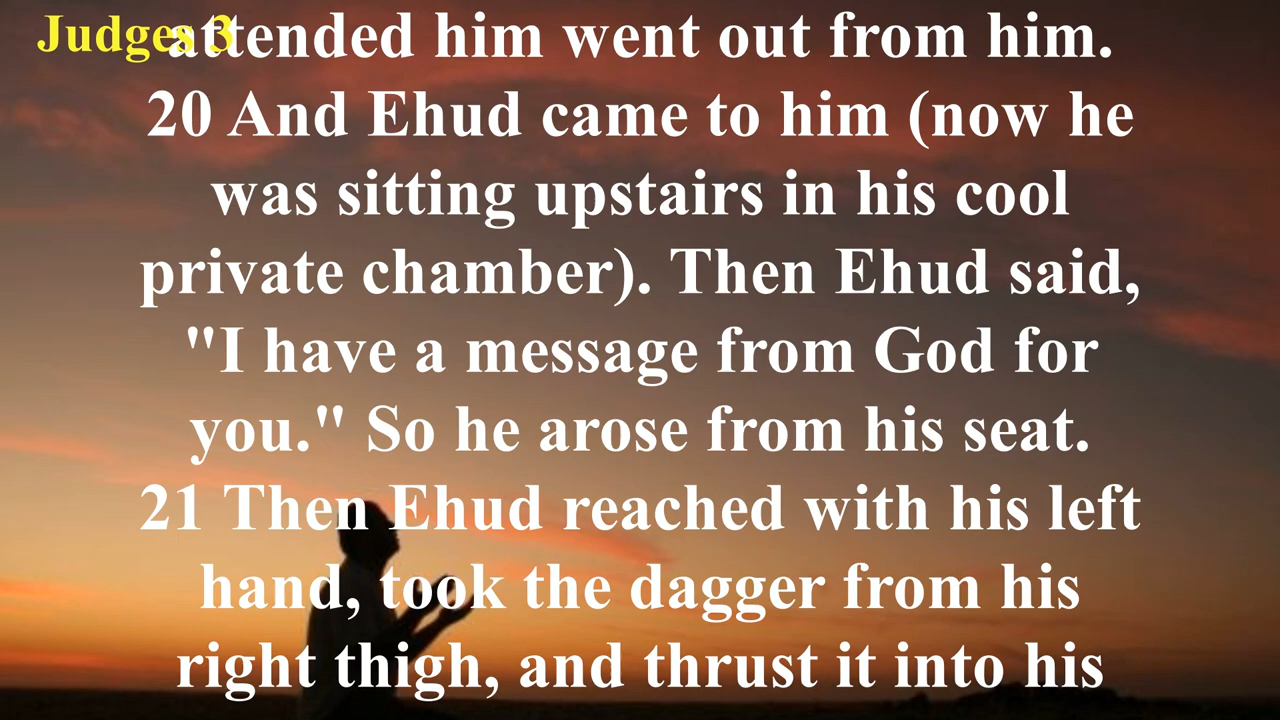 Judges 3
attended him went out from him.
20 And Ehud came to him (now he
was sitting upstairs in his cool
private chamber). Then Ehud said,
"I have a message from God for
you." So he arose from his seat.
21 Then Ehud reached with his left
hand, took the dagger from his
right thigh, and thrust it into his